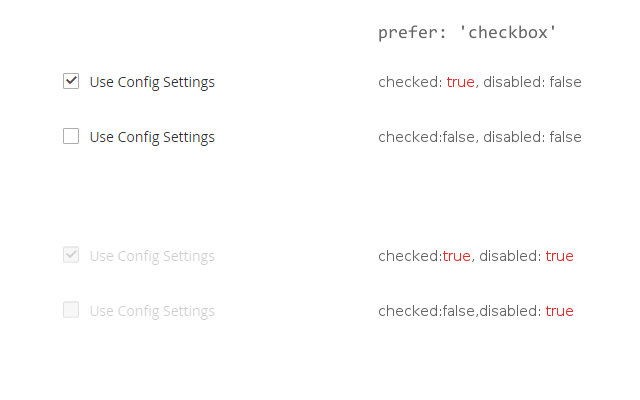 prefer: 'checkbox'
Use Config Settings checked: true, disabled: false
Use Config Settings checked:false, disabled: false
Use Config Settings checked:true, disabled: true
Use Config Settings checked:false,disabled: true